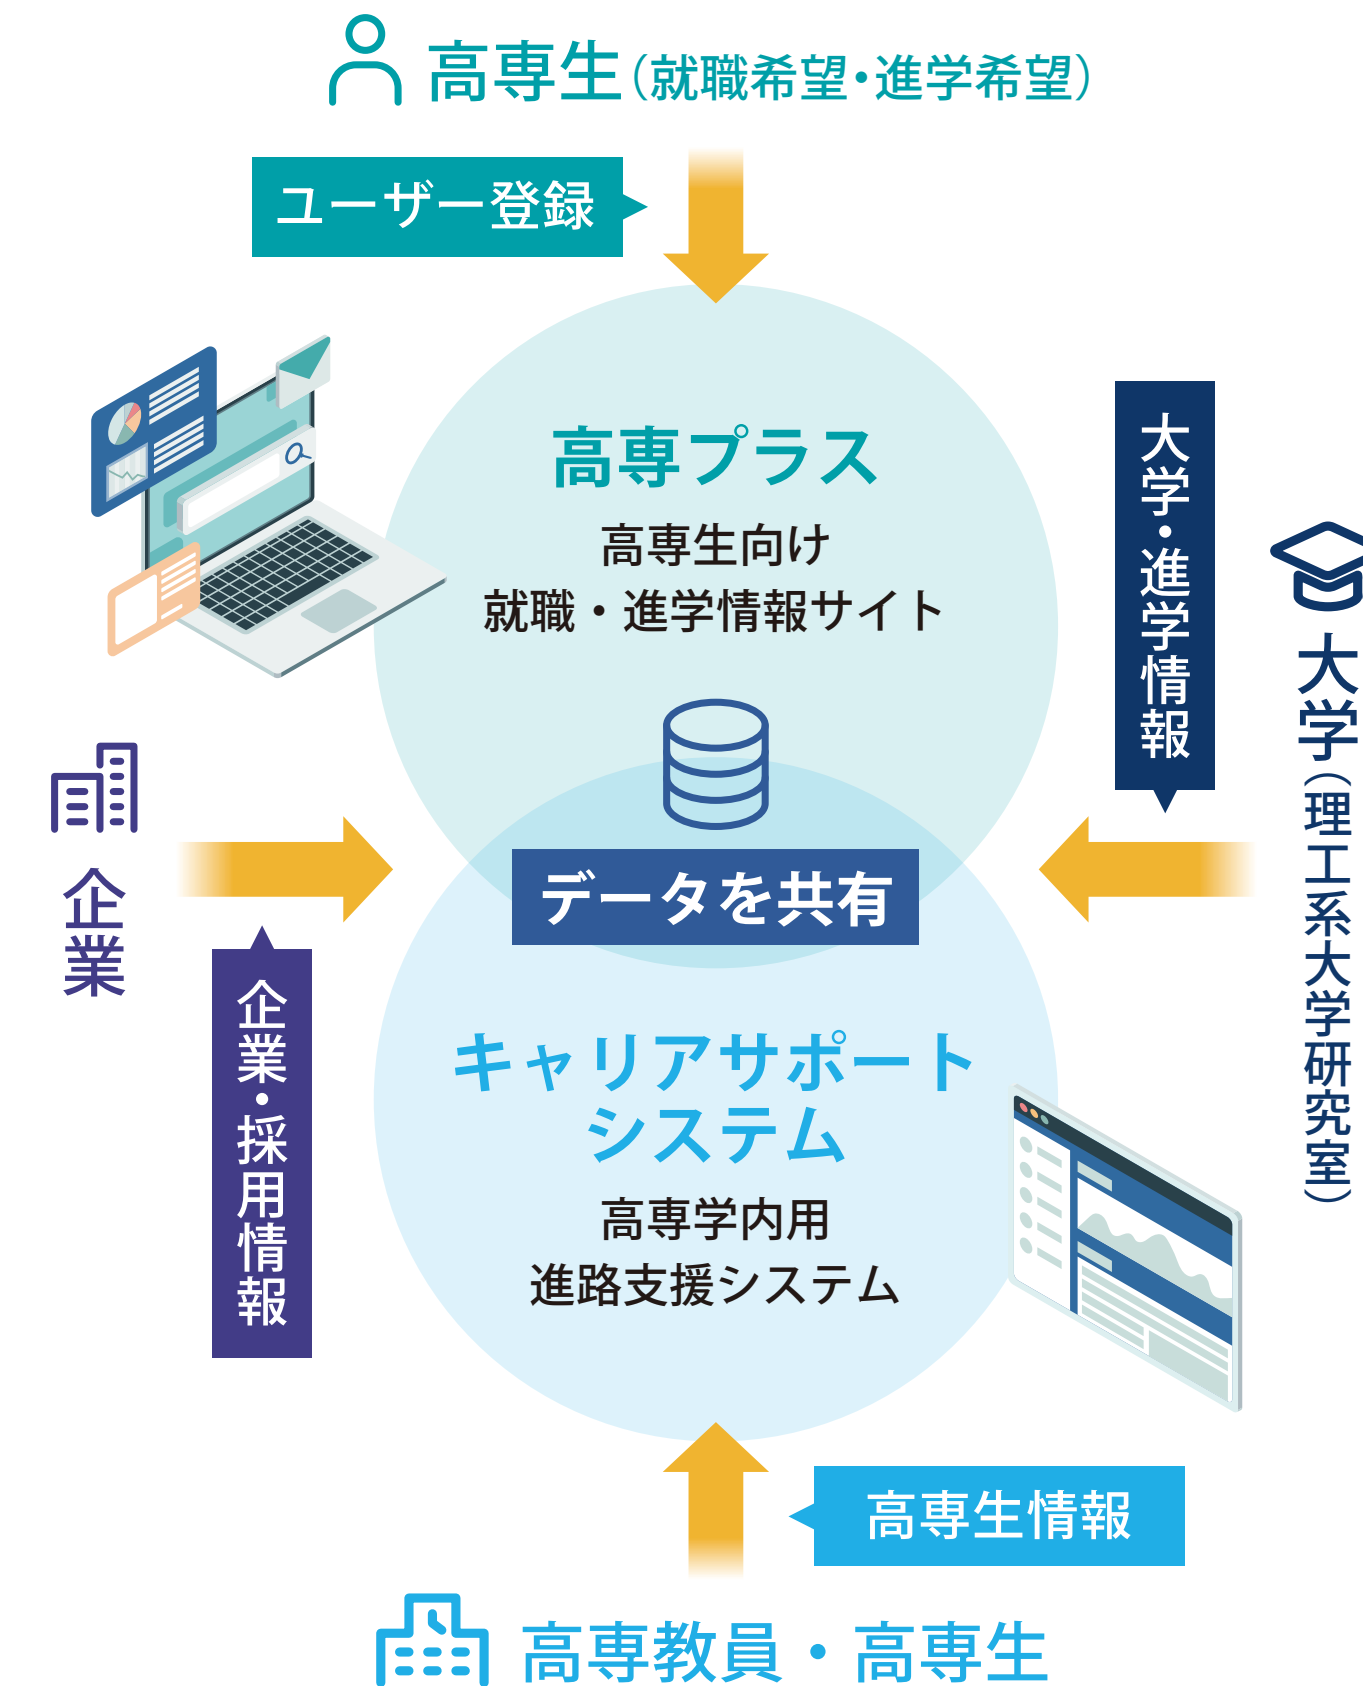 高専生(就職希望・進学希望)
ユーザー登録
高専プラス
高専生向け
就職・進学情報サイト
大学・進学情報
大学(理工系大学研究室)
企業
データを共有
企業・採用情報
キャリアサポート
システム
高専学内用
進路支援システム
高専生情報
高専教員・高専生